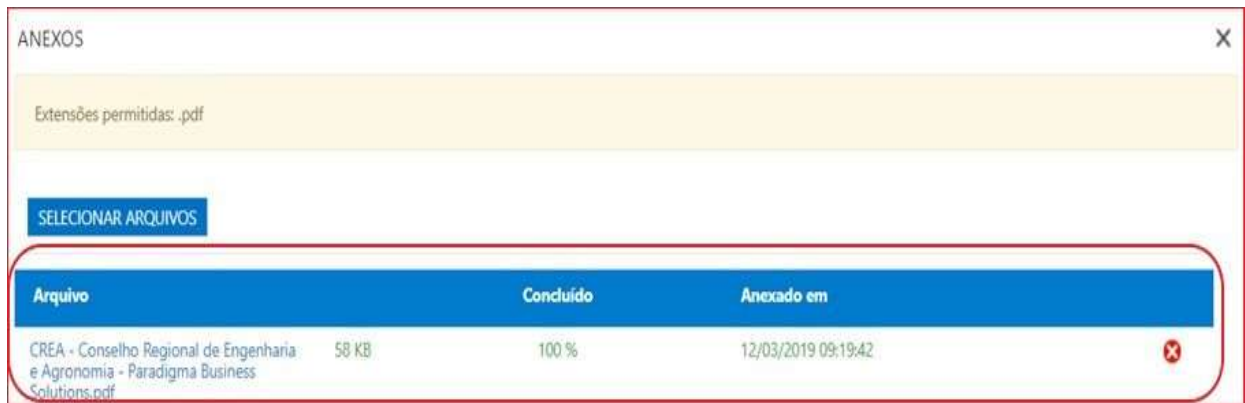 ANEXOS
Extensões permitidas: .pdf
SELECIONAR ARQUIVOS
Arquivo Concluído Anexado em
CREA - Conselho Regional de Engenharia 58 KB 100 % 12/03/2019 09:19:42
e Agronomia - Paradigma Business
Solutions.pdf